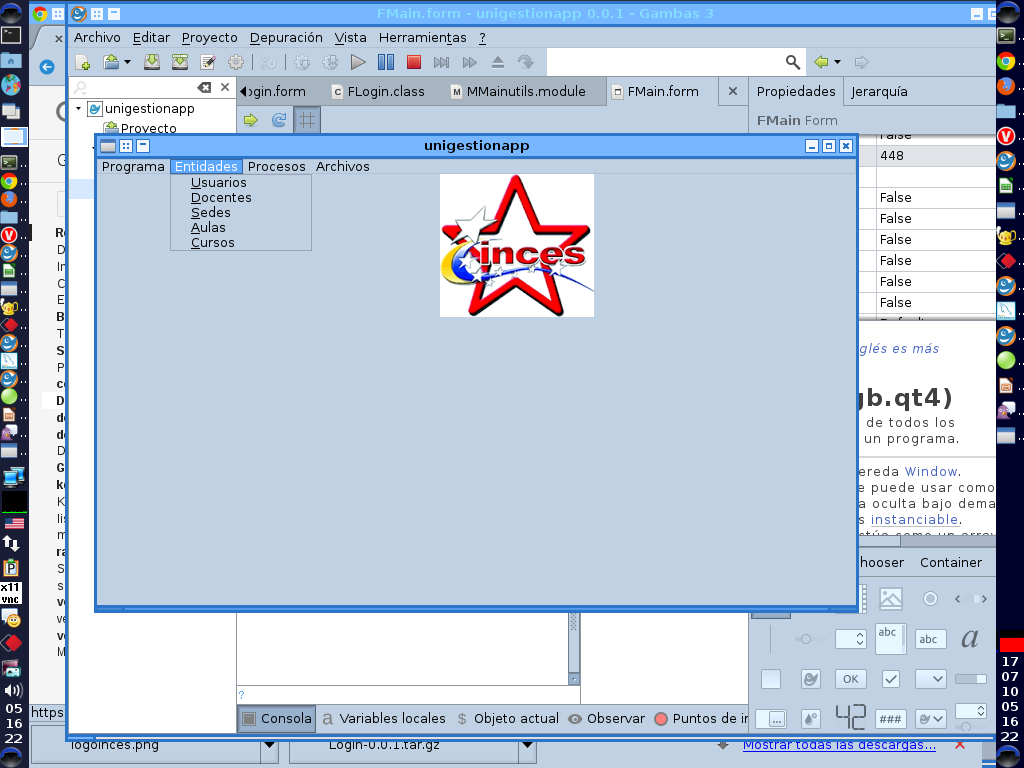 FMain.form - unigestionapp 0.0.1 - Gambas 3
Archivo Editar Proyecto Depuración Vista Herramientas ?
ogin.form FLogin.class MMainutils.module FMain.form
Propiedades Jerarquía
unigestionapp
Proyecto
FMain Form
False
448
unigestionapp
Programa Entidades Procesos Archivos
Usuarios
Docentes
Sedes
Aulas
Cursos
inces
False
False
False
False
False
False
glés es más
gb.qt4)
de todos los
un programa.
ereda Window.
e puede usar como
a oculta bajo dema
s instanciable.
hooser Container
abc
abc
a
OK
42
###
?
Consola Variables locales $ Objeto actual Observar Puntos de in
https
logoinces.png Login-0.0.1.tar.gz Mostrar todas las descargas...
x11
vnc
05
16
22
17
07
10
05
16
22